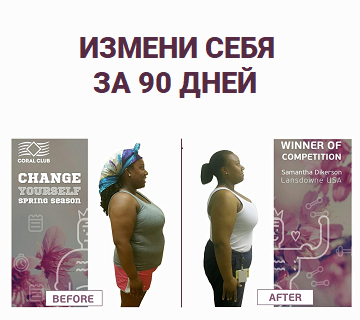 ИЗМЕНИ СЕБЯ
ЗА 90 ДНЕЙ
CORAL CLUB
CHANGE
YOURSELF
SPRING SEASON
BEFORE
WINNER OF
COMPETITION
Samantha Dikerson
Lansdowne USA
AFTER